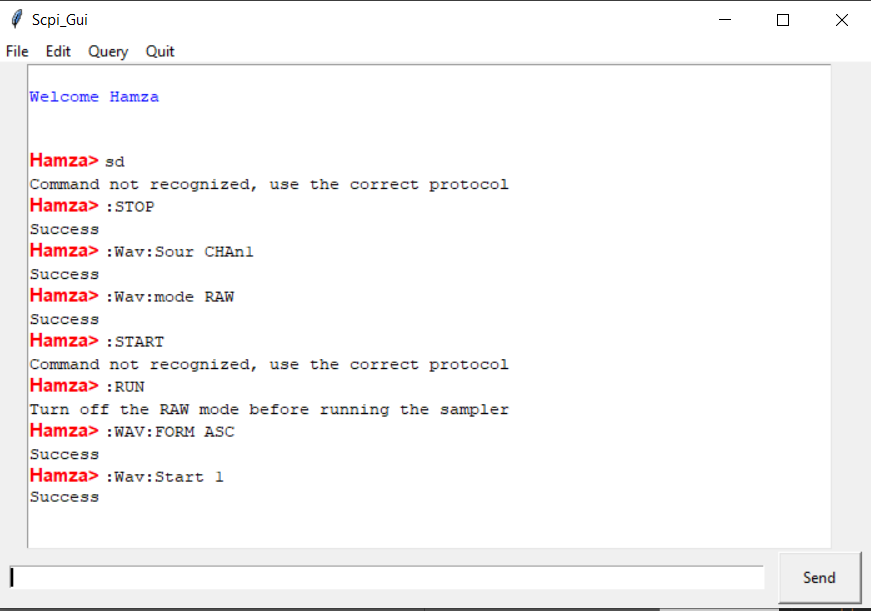 Scpi_Gui
File Edit Query Quit
Welcome Hamza
Hamza> sd
Command not recognized, use the correct protocol
Hamza> :STOP
Success
Hamza> :Wav:Sour CHAn1
Success
Hamza> :Wav:mode RAW
Success
Hamza> :START
Command not recognized, use the correct protocol
Hamza> :RUN
Turn off the RAW mode before running the sampler
Hamza> :WAV:FORM ASC
Success
Hamza> :Wav:Start 1
Success
Send